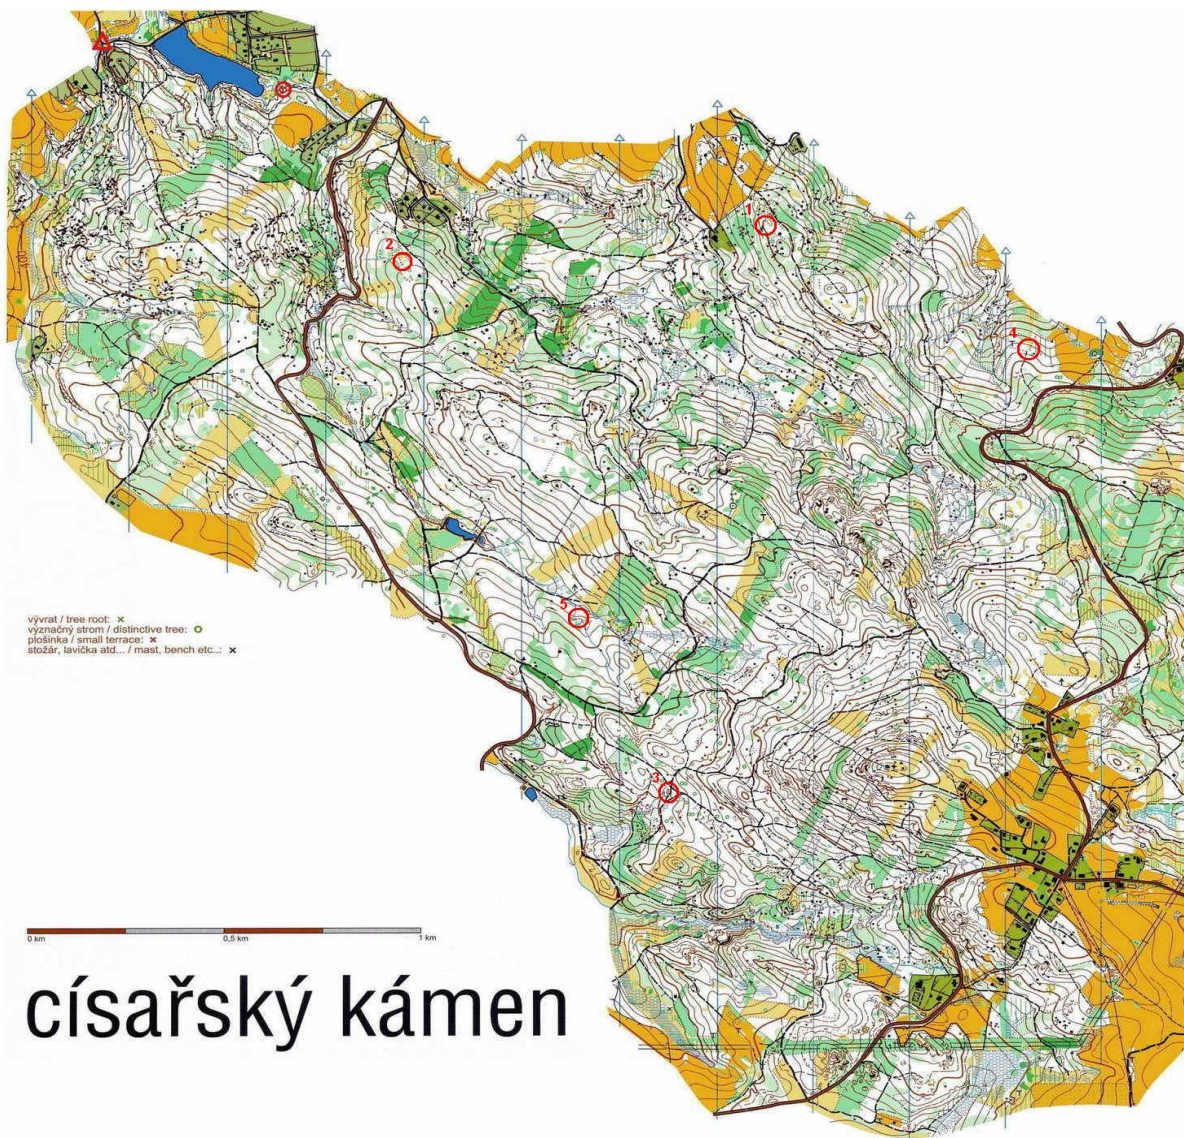 1
2
4
400
5
vývrat / tree root: ×
význačný strom / distinctive tree: o
plošinka / small terrace: ×
stožár, lavička atd... / mast, bench etc..: ×
3
0 km 0,5 km 1 km
císařský kámen